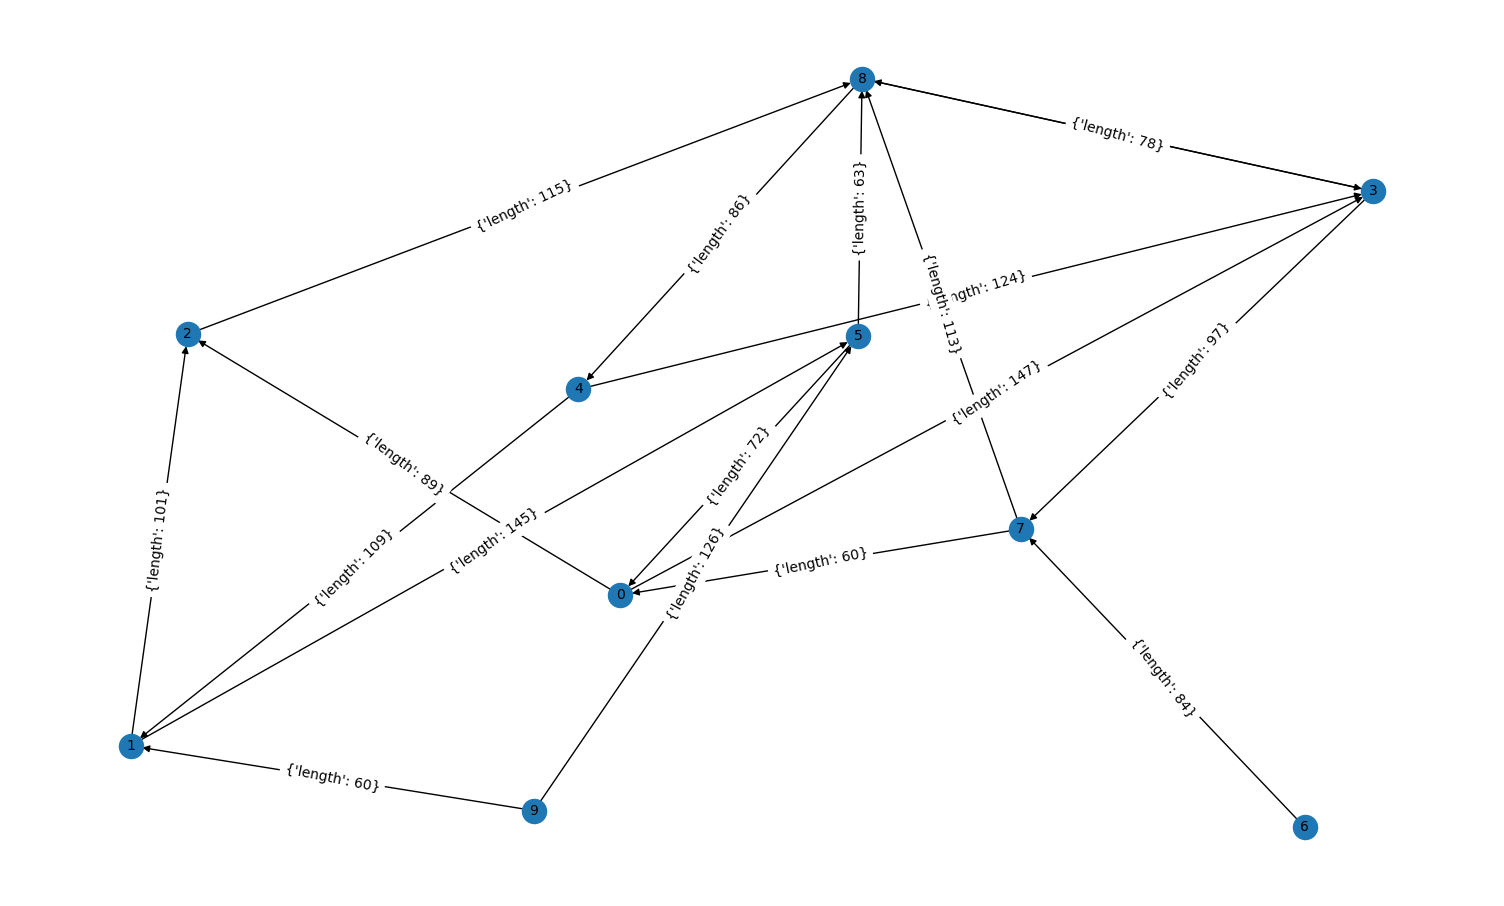 8
{'length': 78}
3
{'length': 115}
{'length': 63}
{'length': 86}
{'length': 113}
124}
2
5
{'length': 97}
4
{'length': 147}
{'length': 89}
{'length': 72}
{'length': 101}
{'length': 145}
7
{'length': 109}
{'length': 126}
{'length': 60}
0
{'length': 84}
1
{'length': 60}
9
6